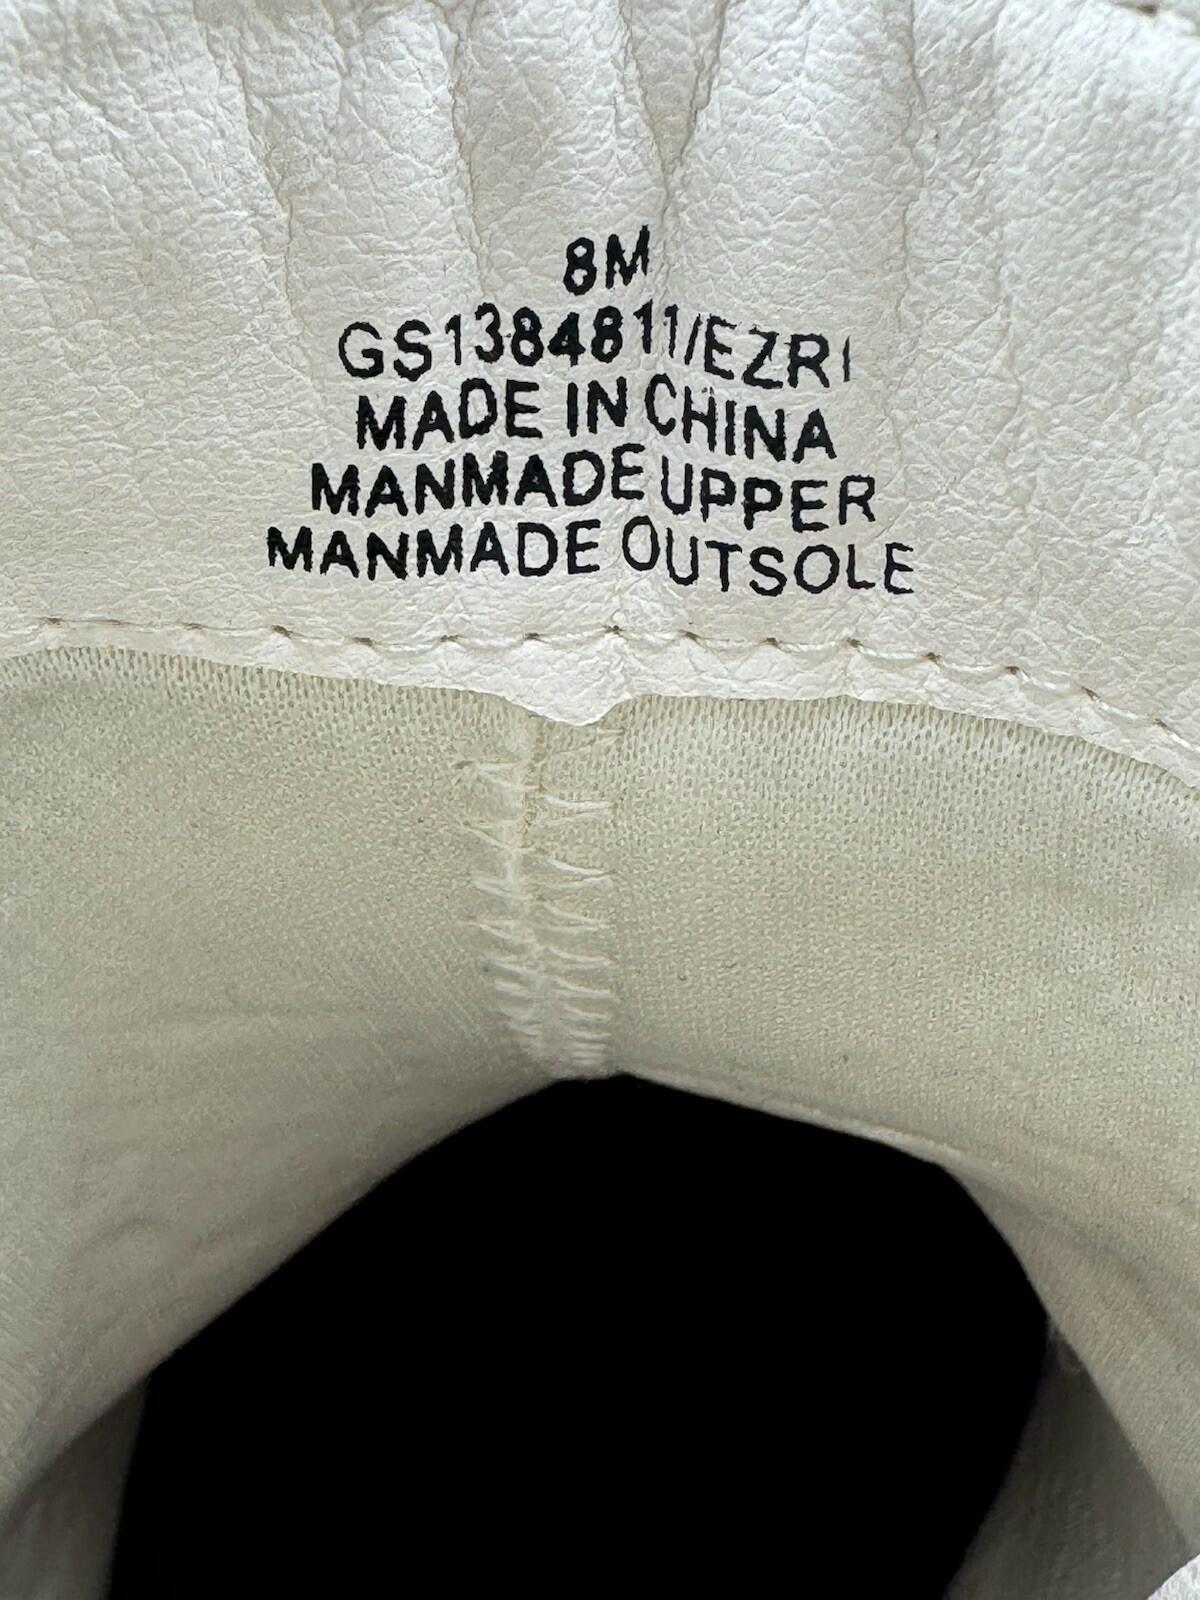 8M
GS1384811/EZRI
MADE IN CHINA
MANMADE UPPER
MANMADE OUTSOLE